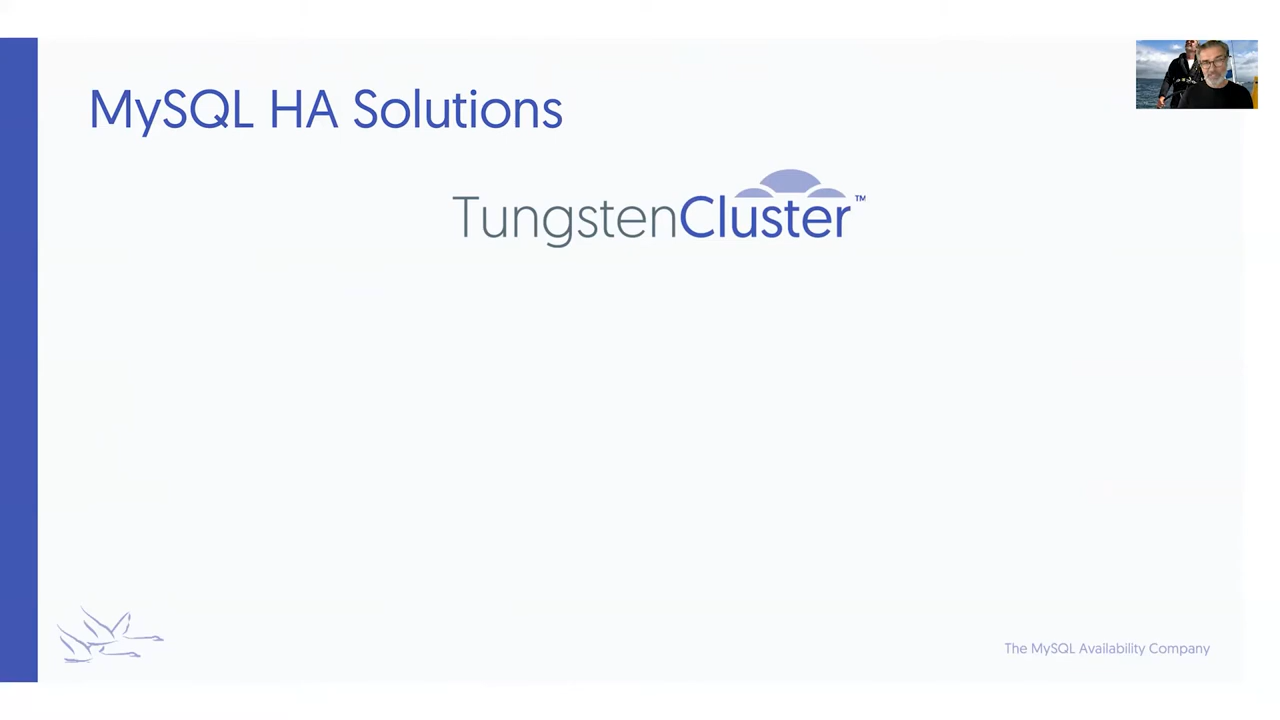 MySQL HA Solutions
TungstenCluster™
The MySQL Availability Company